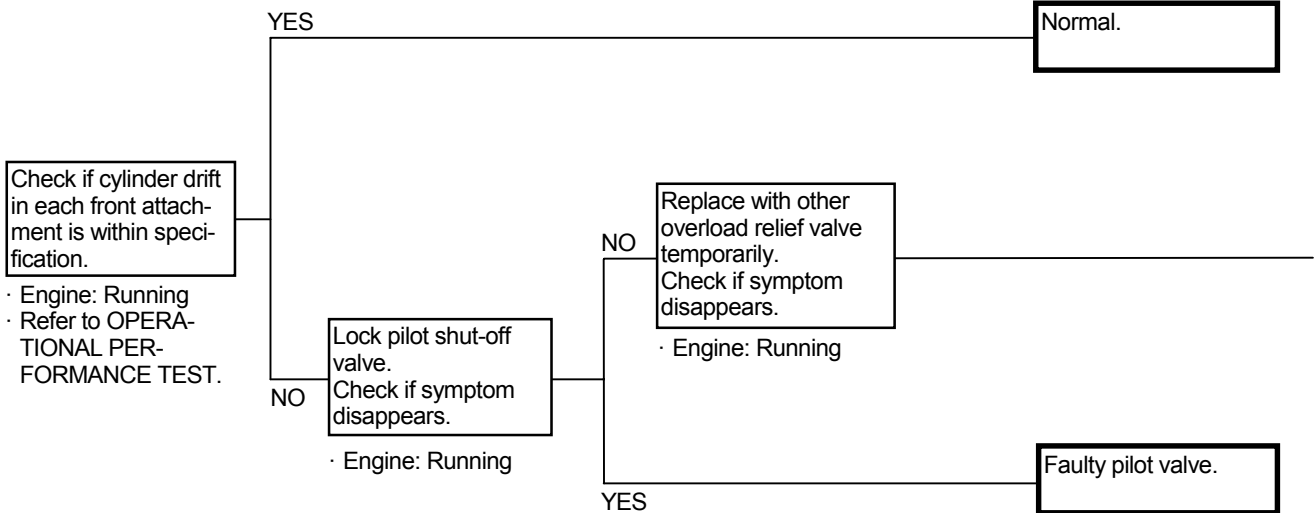 YES
Normal.
Check if cylinder drift
in each front attach-
ment is within speci-
fication.
· Engine: Running
· Refer to OPERA-
TIONAL PER-
FORMANCE TEST.
NO
Lock pilot shut-off
valve.
Check if symptom
disappears.
· Engine: Running
NO
Replace with other
overload relief valve
temporarily.
Check if symptom
disappears.
· Engine: Running
YES
Faulty pilot valve.